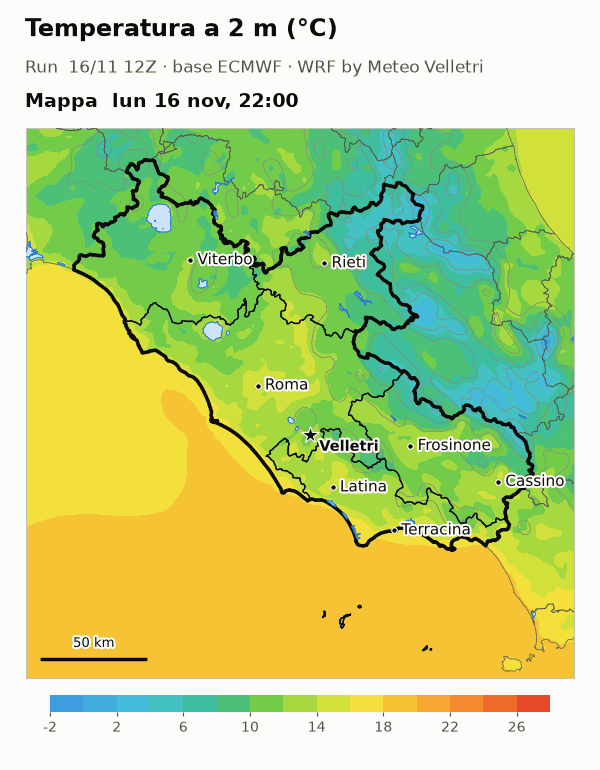 Temperatura a 2 m (°C)
Run 16/11 12Z · base ECMWF · WRF by Meteo Velletri
Mappa lun 16 nov, 22:00
Viterbo
Rieti
Roma
Velletri
Frosinone
Latina
Cassino
Terracina
50 km
-2 2 6 10 14 18 22 26